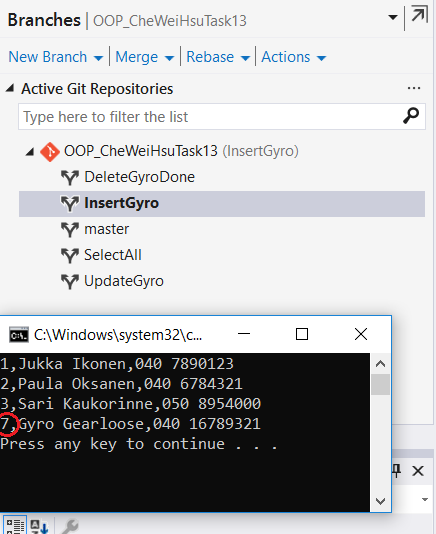 Branches | OOP_CheWeiHsuTask13
New Branch Merge Rebase Actions
Active Git Repositories ...
Type here to filter the list
OOP_CheWeiHsuTask13 (InsertGyro)
DeleteGyroDone
InsertGyro
master
SelectAll
UpdateGyro
C:\Windows\system32\c...
1,Jukka Ikonen,040 7890123
2,Paula Oksanen,040 6784321
3,Sari Kaukorinne,050 8954000
7,Gyro Gearloose,040 16789321
Press any key to continue . . .